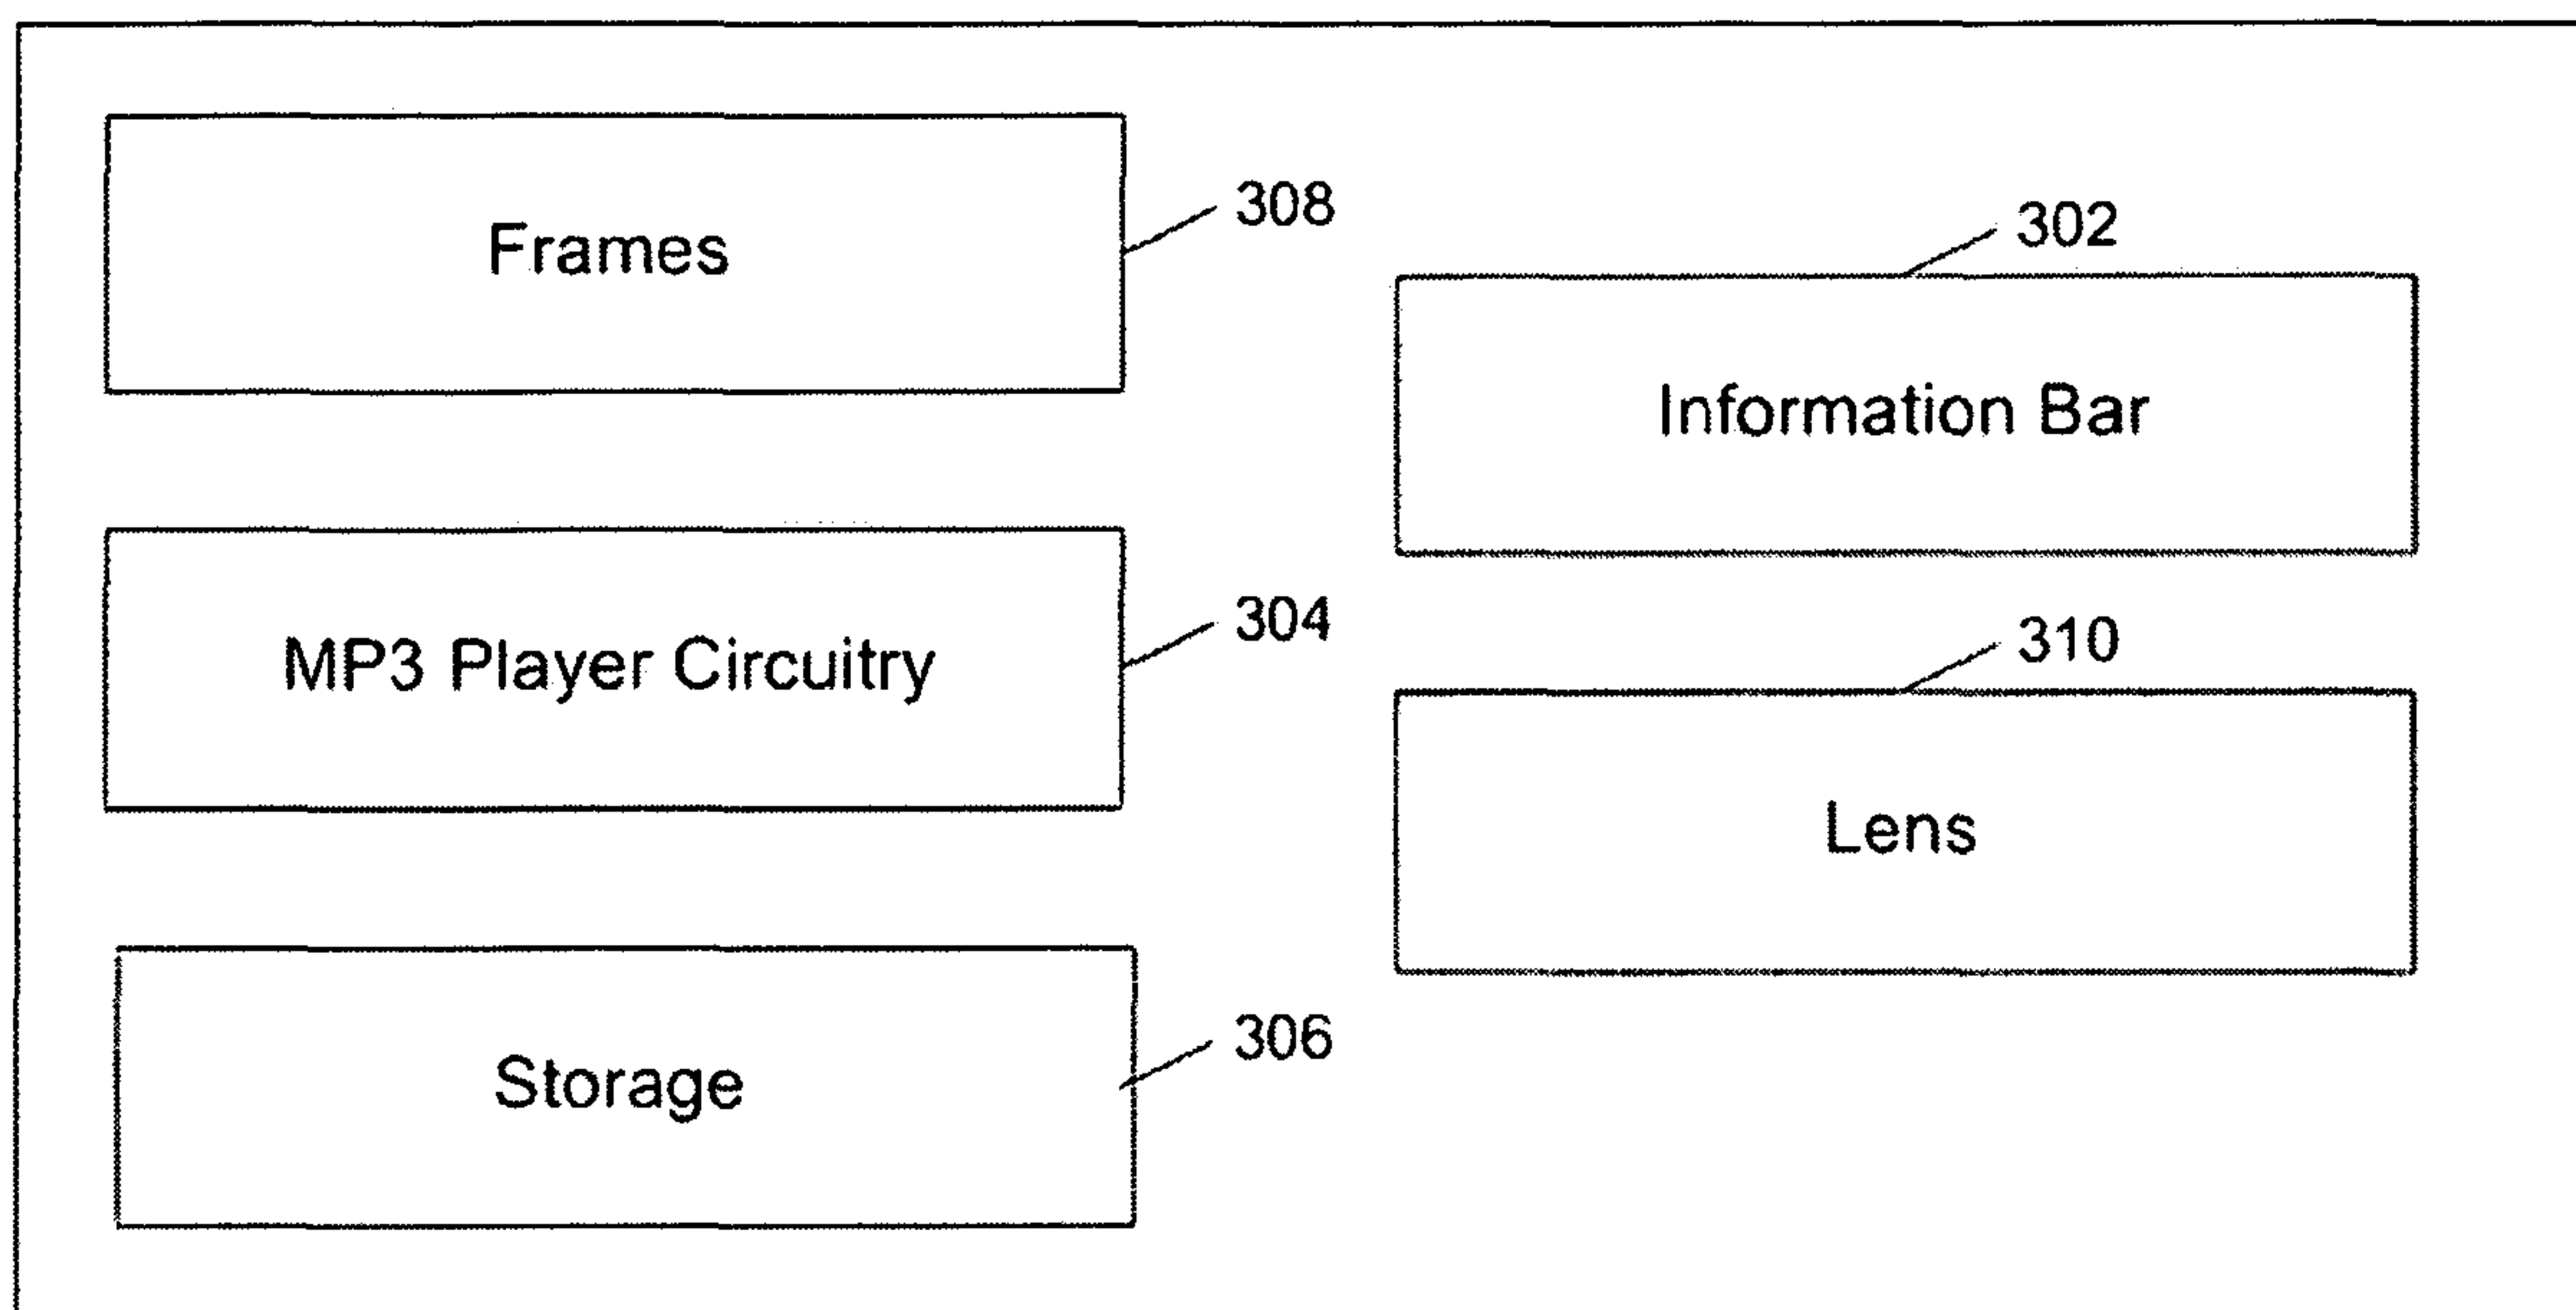 Frames
308
302
Information Bar
MP3 Player Circuitry
304
310
Lens
Storage
306